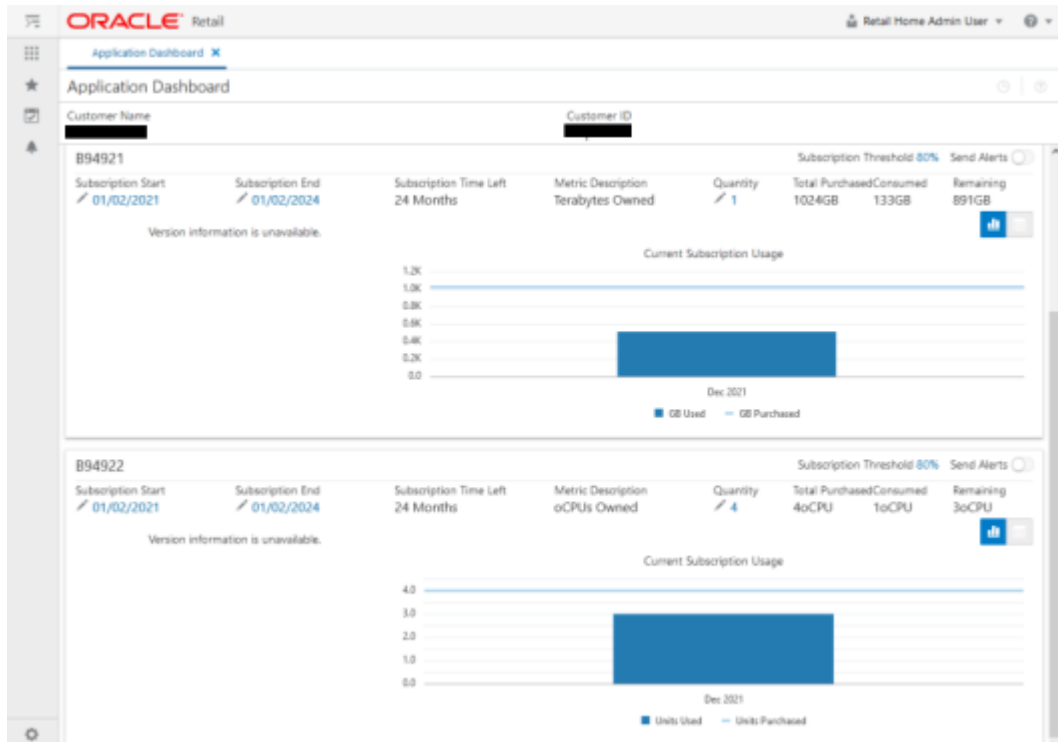 ORACLE Retail
Retail Home Admin User
Application Dashboard
Application Dashboard
Customer Name Customer ID
B94921 Subscription Threshold 80% Send Alerts
Subscription Start Subscription End Subscription Time Left Metric Description Quantity Total Purchased Consumed Remaining
01/02/2021 01/02/2024 24 Months Terabytes Owned 1 1024GB 133GB 891GB
Version information is unavailable.
Current Subscription Usage
1.2K
1.0K
0.8K
0.6K
0.4K
0.2K
0.0
Dec 2021
GB Used GB Purchased
B94922 Subscription Threshold 80% Send Alerts
Subscription Start Subscription End Subscription Time Left Metric Description Quantity Total Purchased Consumed Remaining
01/02/2021 01/02/2024 24 Months oCPUs Owned 4 4oCPU 1oCPU 3oCPU
Version information is unavailable.
Current Subscription Usage
4.0
3.0
2.0
1.0
0.0
Dec 2021
Units Used Units Purchased